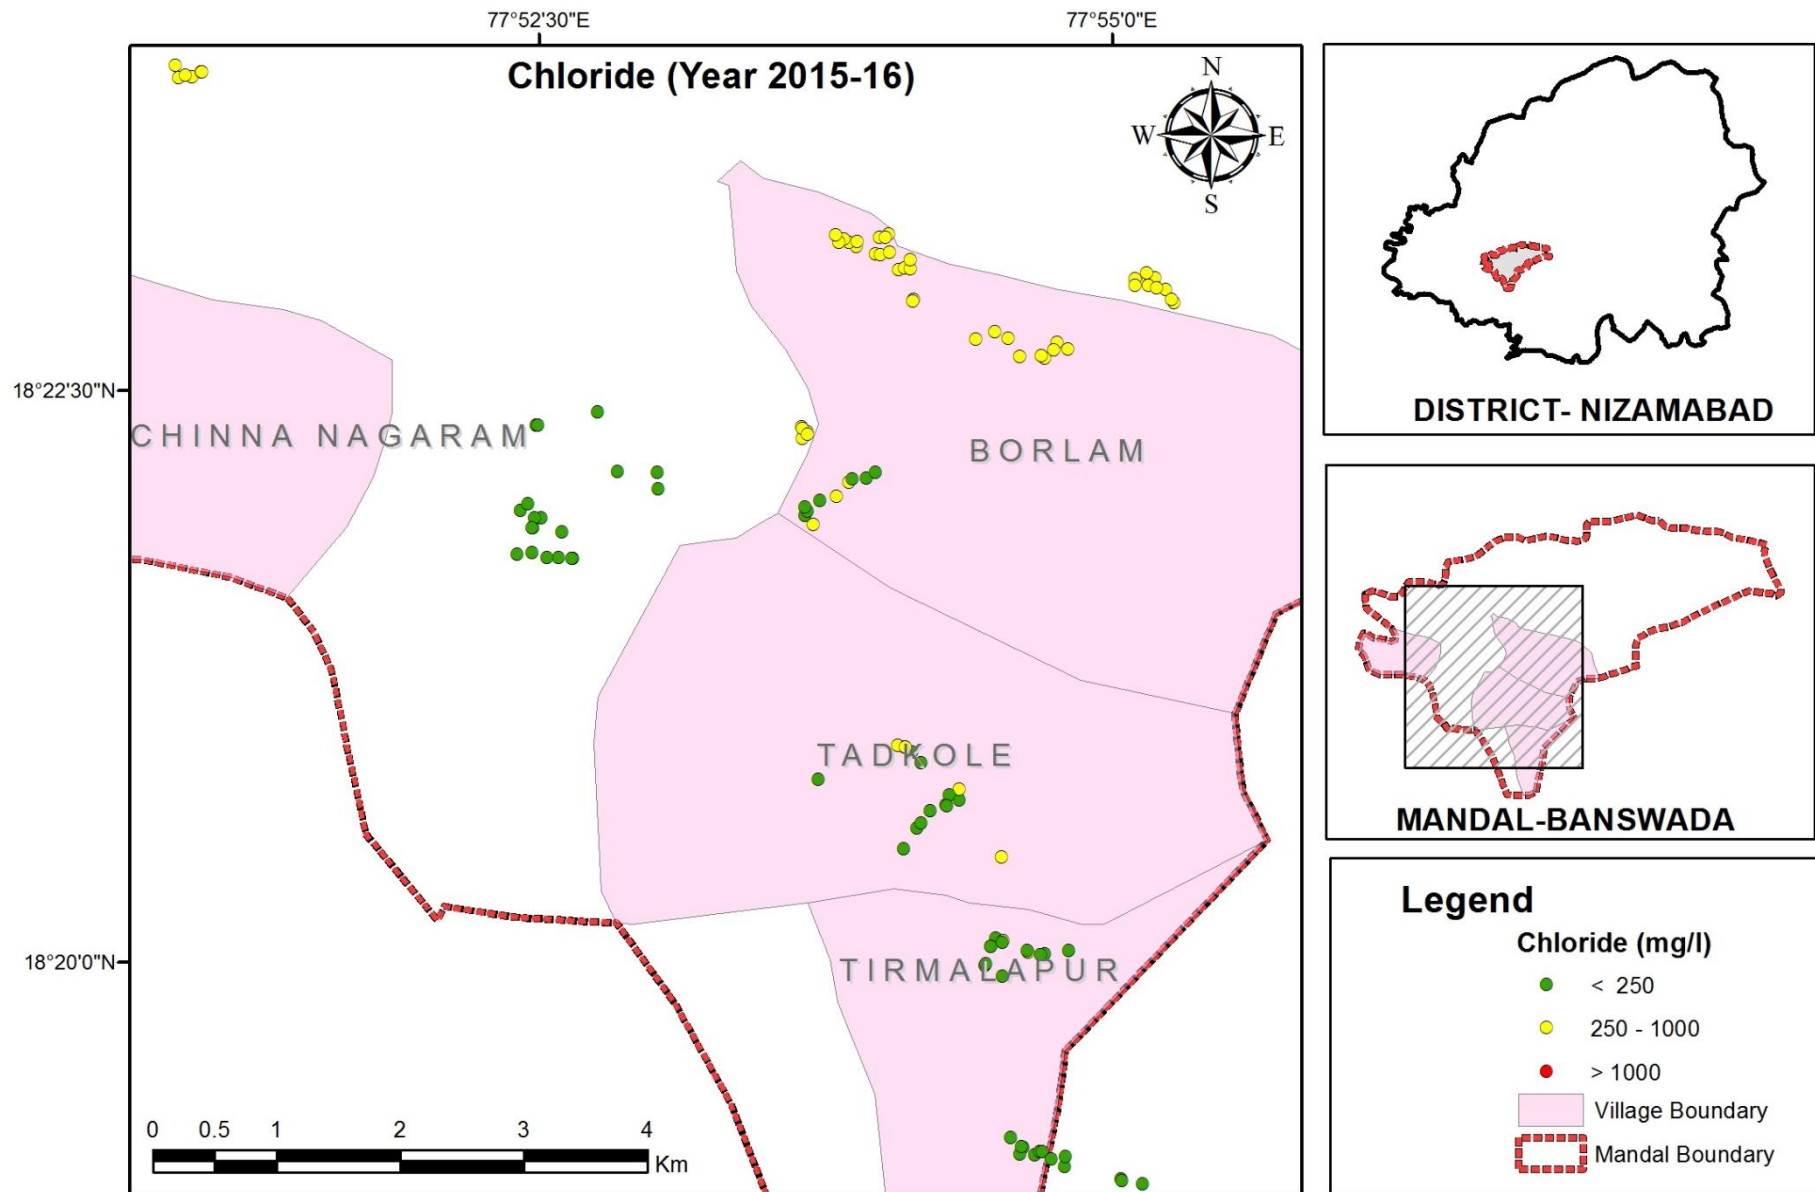 77°52'30"E
77°55'0"E
Chloride (Year 2015-16)
N
W
E
S
18°22'30"N
CHINNA NAGARAM
BORLAM
TADKOLE
18°20'0"N
TIRMALAPUR
0 0.5 1 2 3 4
Km
DISTRICT- NIZAMABAD
MANDAL-BANSWADA
Legend
Chloride (mg/l)
< 250
250 - 1000
> 1000
Village Boundary
Mandal Boundary